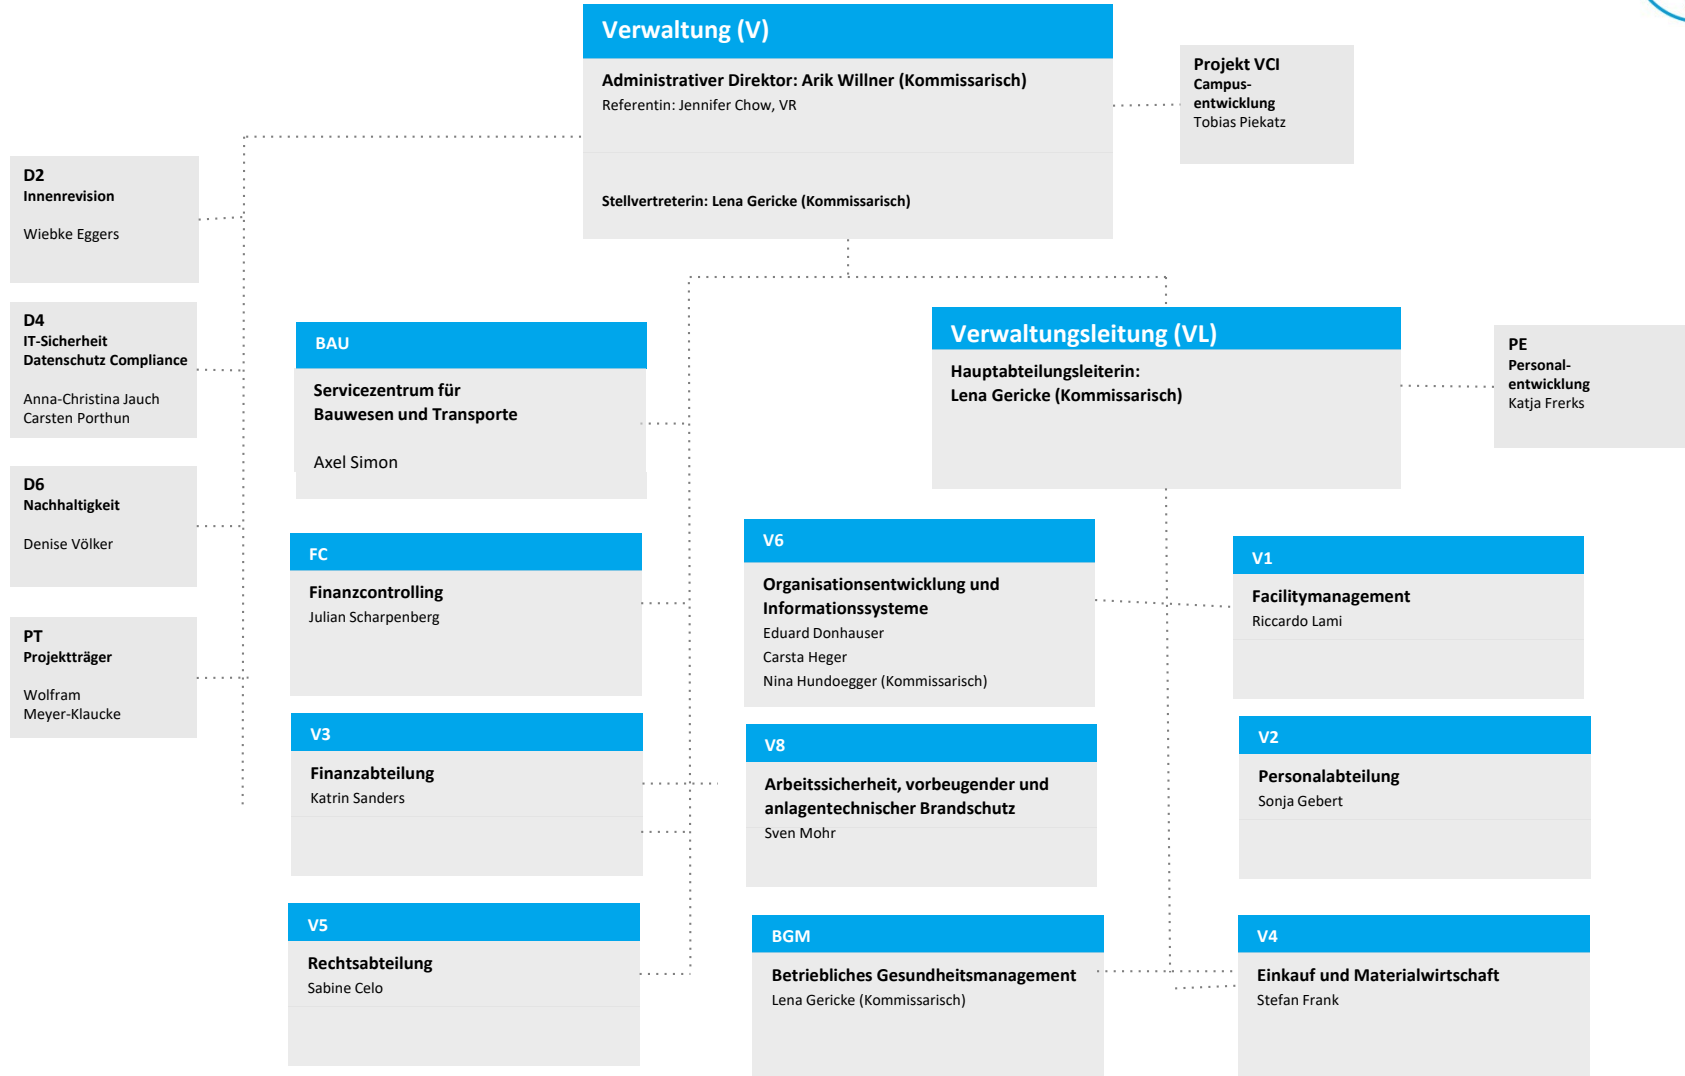 Verwaltung (V)
Administrativer Direktor: Arik Willner (Kommissarisch)
Referentin: Jennifer Chow, VR
Stellvertreterin: Lena Gericke (Kommissarisch)
Projekt VCI
Campus-
entwicklung
Tobias Piekatz
D2
Innenrevision
Wiebke Eggers
D4
IT-Sicherheit
Datenschutz Compliance
Anna-Christina Jauch
Carsten Porthun
D6
Nachhaltigkeit
Denise Völker
PT
Projektträger
Wolfram
Meyer-Klaucke
BAU
Servicezentrum für
Bauwesen und Transporte
Axel Simon
FC
Finanzcontrolling
Julian Scharpenberg
V3
Finanzabteilung
Katrin Sanders
V5
Rechtsabteilung
Sabine Celo
Verwaltungsleitung (VL)
Hauptabteilungsleiterin:
Lena Gericke (Kommissarisch)
PE
Personal-
entwicklung
Katja Frerks
V6
Organisationsentwicklung und
Informationssysteme
Eduard Donhauser
Carsta Heger
Nina Hundoegger (Kommissarisch)
V8
Arbeitssicherheit, vorbeugender und
anlagentechnischer Brandschutz
Sven Mohr
BGM
Betriebliches Gesundheitsmanagement
Lena Gericke (Kommissarisch)
V1
Facilitymanagement
Riccardo Lami
V2
Personalabteilung
Sonja Gebert
V4
Einkauf und Materialwirtschaft
Stefan Frank